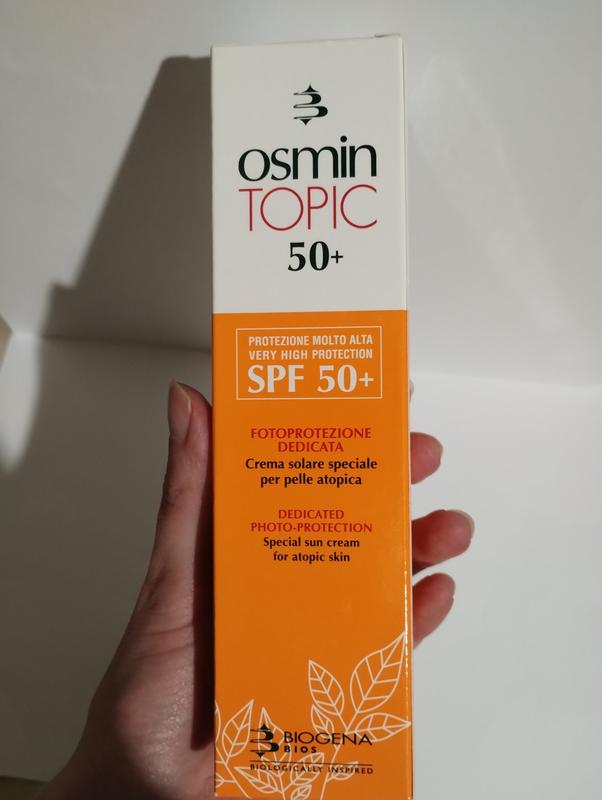 osmin
TOPIC
50+
PROTEZIONE MOLTO ALTA
VERY HIGH PROTECTION
SPF 50+
FOTOPROTEZIONE
DEDICATA
Crema solare speciale
per pelle atopica
DEDICATED
PHOTO-PROTECTION
Special sun cream
for atopic skin
BIOGENA
BIOS
BIOLOGICALLY INSPIRED